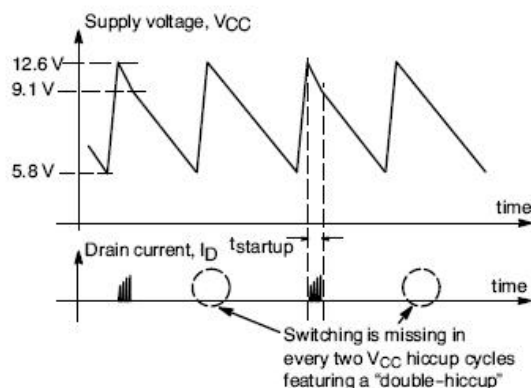 Supply voltage, VCC
12.6 V
9.1 V
5.8 V
time
tstartup
Drain current, ID
time
Switching is missing in
every two VCC hiccup cycles
featuring a “double−hiccup”